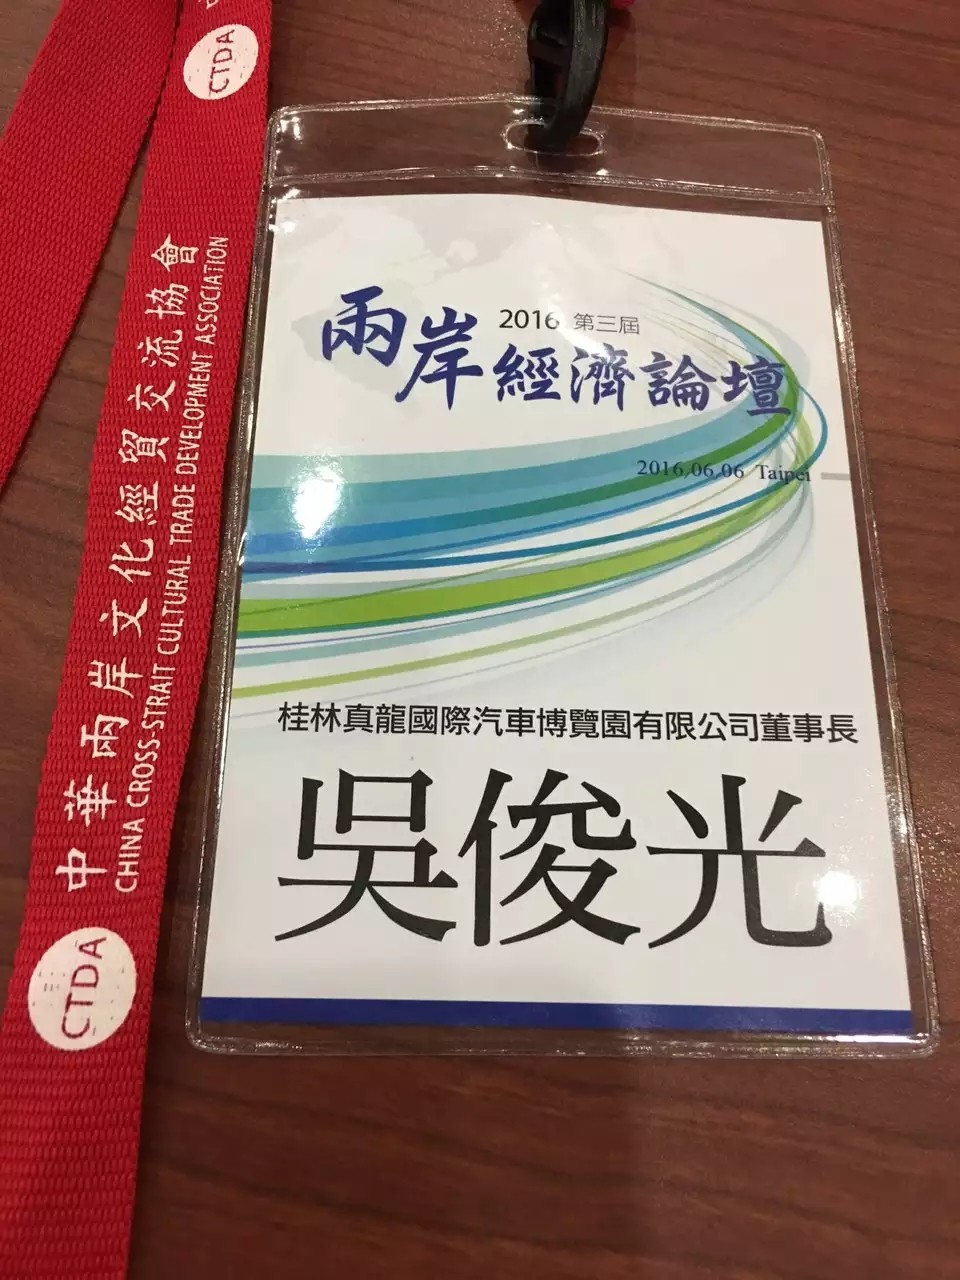 CTDA
中華兩岸文化經貿交流協會
CHINA CROSS-STRAIT CULTURAL TRADE DEVELOPMENT ASSOCIATION
CTDA
2016 第三屆
兩岸經濟論壇
2016,06,06 Taipei
桂林真龍國際汽車博覽園有限公司董事長
吳俊光